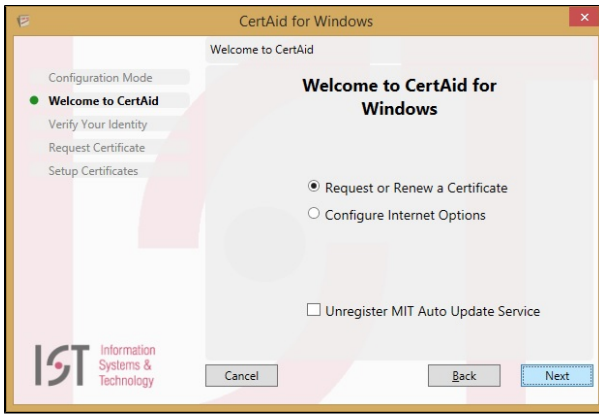 CertAid for Windows
Welcome to CertAid
Configuration Mode
Welcome to CertAid
Verify Your Identity
Request Certificate
Setup Certificates
Welcome to CertAid for
Windows
Request or Renew a Certificate
Configure Internet Options
Unregister MIT Auto Update Service
IST Information
Systems &
Technology
Cancel
Back
Next